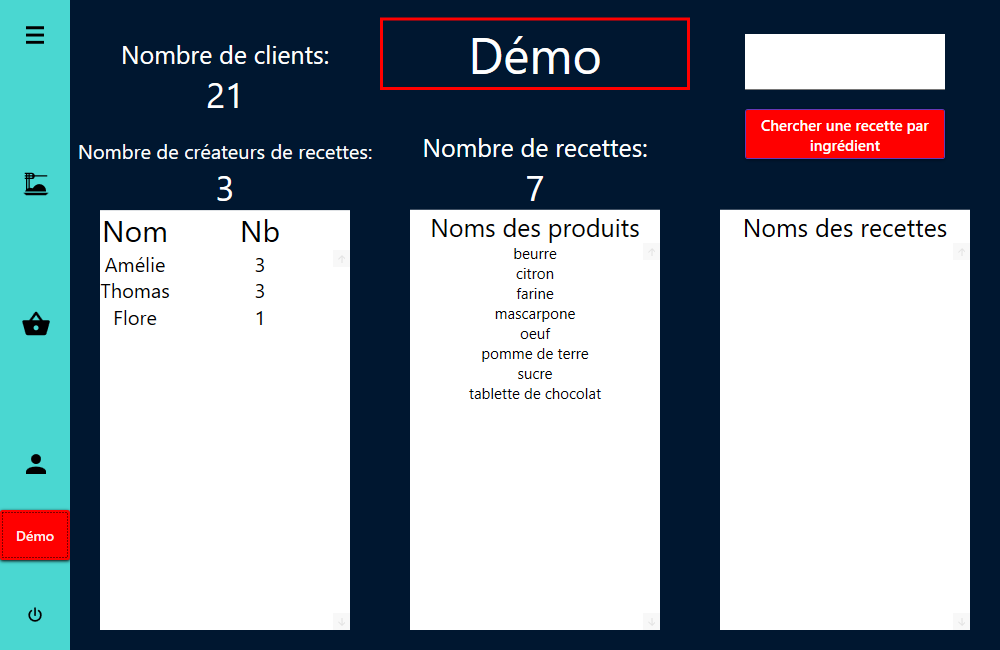 Démo
Nombre de clients:
21
Nombre de créateurs de recettes:
3
Nom Nb
Amélie 3
Thomas 3
Flore 1
Démo
Nombre de recettes:
7
Noms des produits
beurre
citron
farine
mascarpone
oeuf
pomme de terre
sucre
tablette de chocolat
Chercher une recette par
ingrédient
Noms des recettes